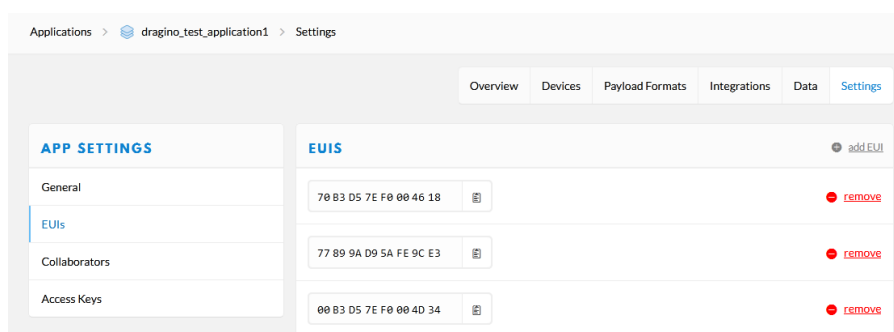 Applications > dragino_test_application1 > Settings
Overview Devices Payload Formats Integrations Data Settings
APP SETTINGS
General
EUIs
Collaborators
Access Keys
EUIS
add EUI
70 B3 D5 7E F0 00 46 18
remove
77 89 9A D9 5A FE 9C E3
remove
00 B3 D5 7E F0 00 4D 34
remove